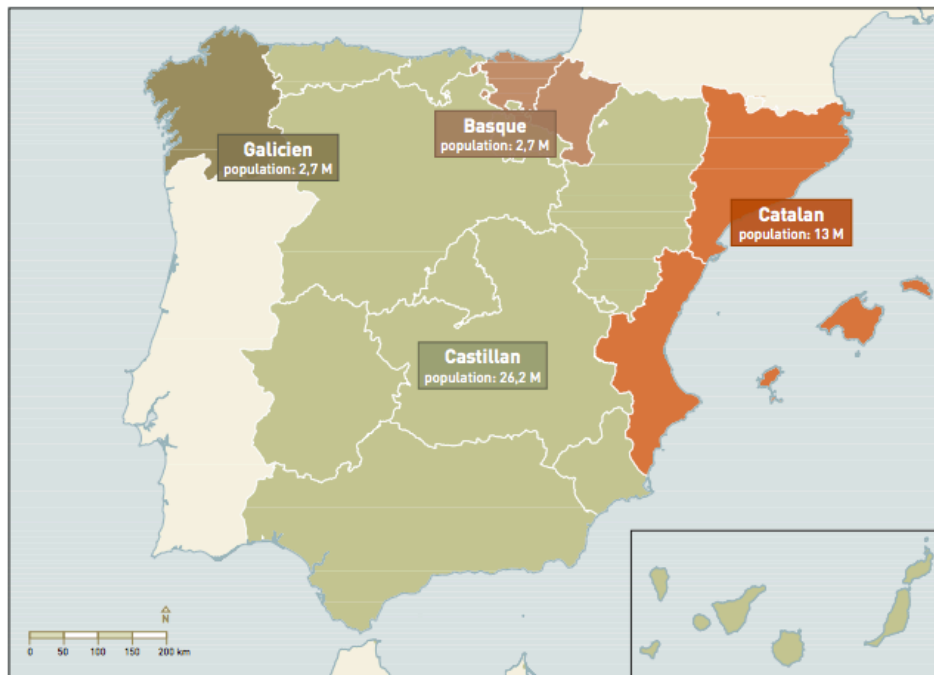 Basque
population: 2,7 M
Galicien
population: 2,7 M
Catalan
population: 13 M
Castillan
population: 26,2 M
N
0 50 100 150 200 km